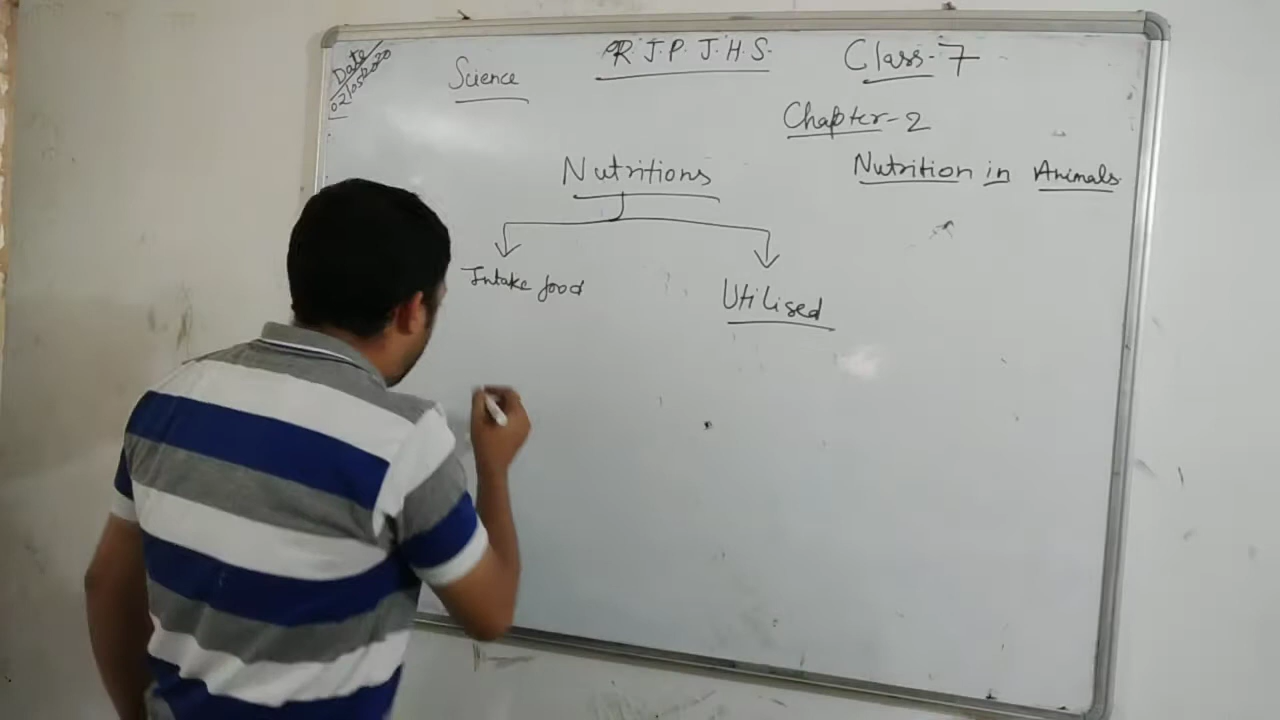 Date
02/05/2020
Science
R.J.P. J.H.S.
Class-7
Chapter-2
Nutrition in Animals
Nutritions
Intake food
Utilised